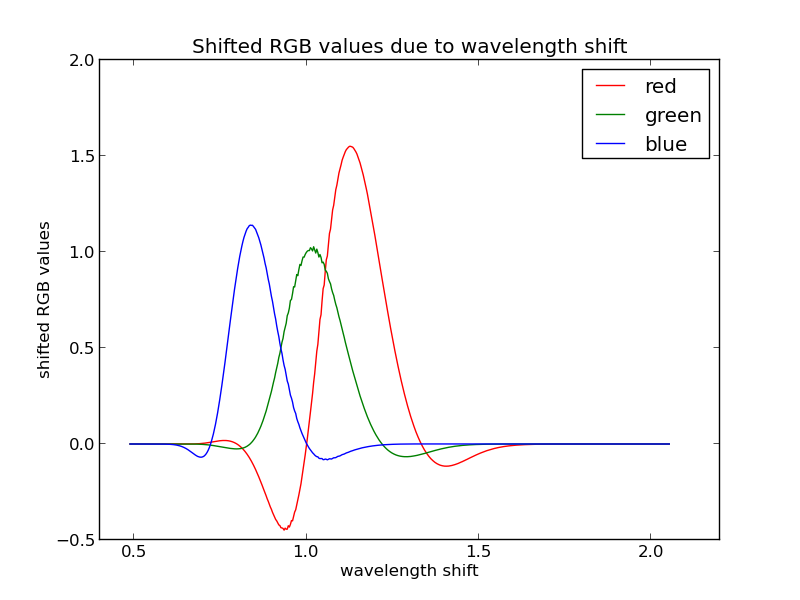 Shifted RGB values due to wavelength shift
2.0
1.5
1.0
0.5
0.0
−0.5
shifted RGB values
red
green
blue
0.5
1.0
1.5
2.0
wavelength shift